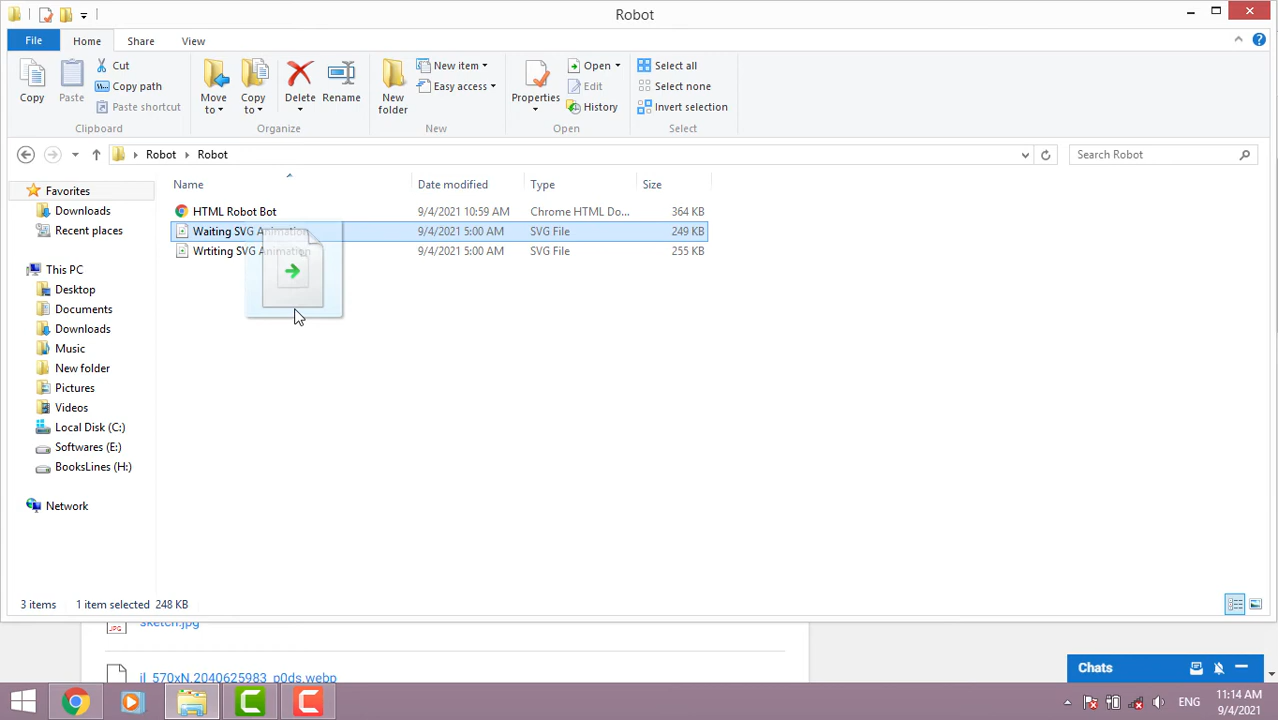 Robot
File Home Share View
Copy
Paste
Cut
Copy path
Paste shortcut
Clipboard
Move to
Copy to
Delete
Rename
Organize
New folder
New item
Easy access
New
Properties
Open
Edit
History
Open
Select all
Select none
Invert selection
Select
Robot Robot
Search Robot
Name Date modified Type Size
HTML Robot Bot 9/4/2021 10:59 AM Chrome HTML Do... 364 KB
Waiting SVG Animation 9/4/2021 5:00 AM SVG File 249 KB
Wrtiting SVG Animation 9/4/2021 5:00 AM SVG File 255 KB
Favorites
Downloads
Recent places
This PC
Desktop
Documents
Downloads
Music
New folder
Pictures
Videos
Local Disk (C:)
Softwares (E:)
BooksLines (H:)
Network
3 items 1 item selected 248 KB
JPG sketch.jpg
il_570xN.2040625983_p0ds.webp
Chats
ENG
11:14 AM
9/4/2021